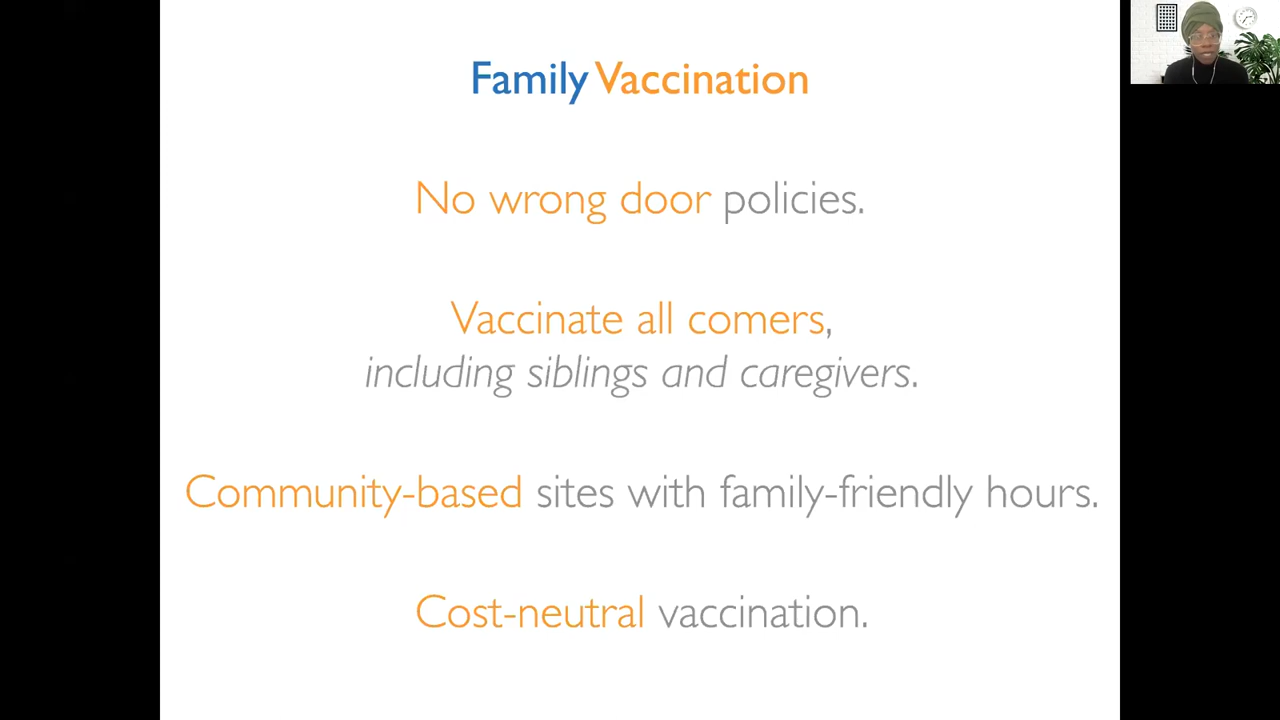 Family Vaccination
No wrong door policies.
Vaccinate all comers,
including siblings and caregivers.
Community-based sites with family-friendly hours.
Cost-neutral vaccination.